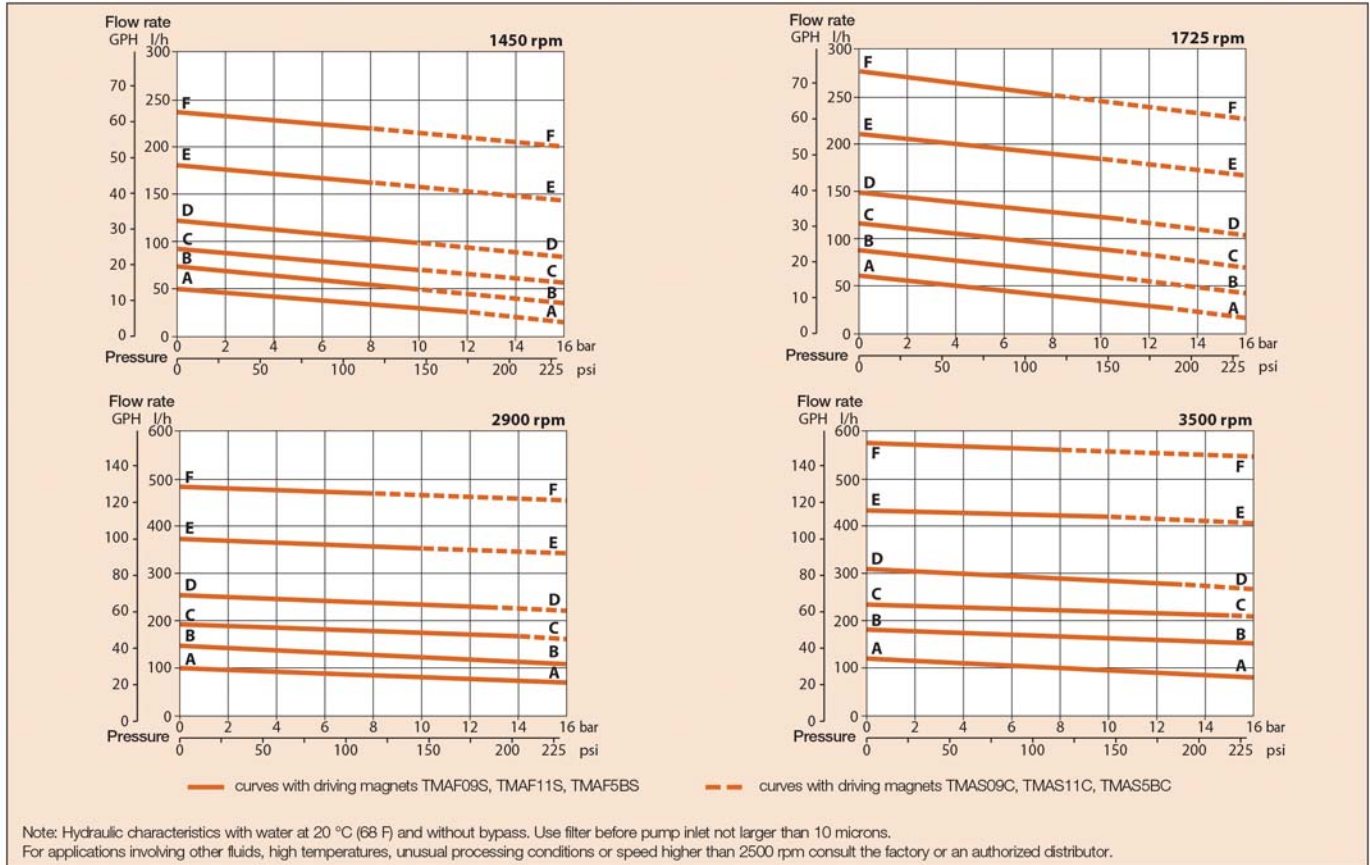 Flow rate
GPH l/h
1450 rpm
300
250
200
150
100
50
0
70
60
50
40
30
20
10
0
F
E
D
C
B
A
F
E
D
C
B
A
0 2 4 6 8 10 12 14 16 bar
Pressure
0 50 100 150 200 225 psi
Flow rate
GPH l/h
1725 rpm
300
250
200
150
100
50
0
70
60
50
40
30
20
10
0
F
E
D
C
B
A
F
E
D
C
B
A
0 2 4 6 8 10 12 14 16 bar
Pressure
0 50 100 150 200 225 psi
Flow rate
GPH l/h
2900 rpm
600
500
400
300
200
100
0
140
120
100
80
60
40
20
0
F
E
D
C
B
A
F
E
D
C
B
A
0 2 4 6 8 10 12 14 16 bar
Pressure
0 50 100 150 200 225 psi
Flow rate
GPH l/h
3500 rpm
600
500
400
300
200
100
0
140
120
100
80
60
40
20
0
F
E
D
C
B
A
F
E
D
C
B
A
0 2 4 6 8 10 12 14 16 bar
Pressure
0 50 100 150 200 225 psi
curves with driving magnets TMAF09S, TMAF11S, TMAF5BS
curves with driving magnets TMAS09C, TMAS11C, TMAS5BC
Note: Hydraulic characteristics with water at 20 °C (68 F) and without bypass. Use filter before pump inlet not larger than 10 microns.
For applications involving other fluids, high temperatures, unusual processing conditions or speed higher than 2500 rpm consult the factory or an authorized distributor.